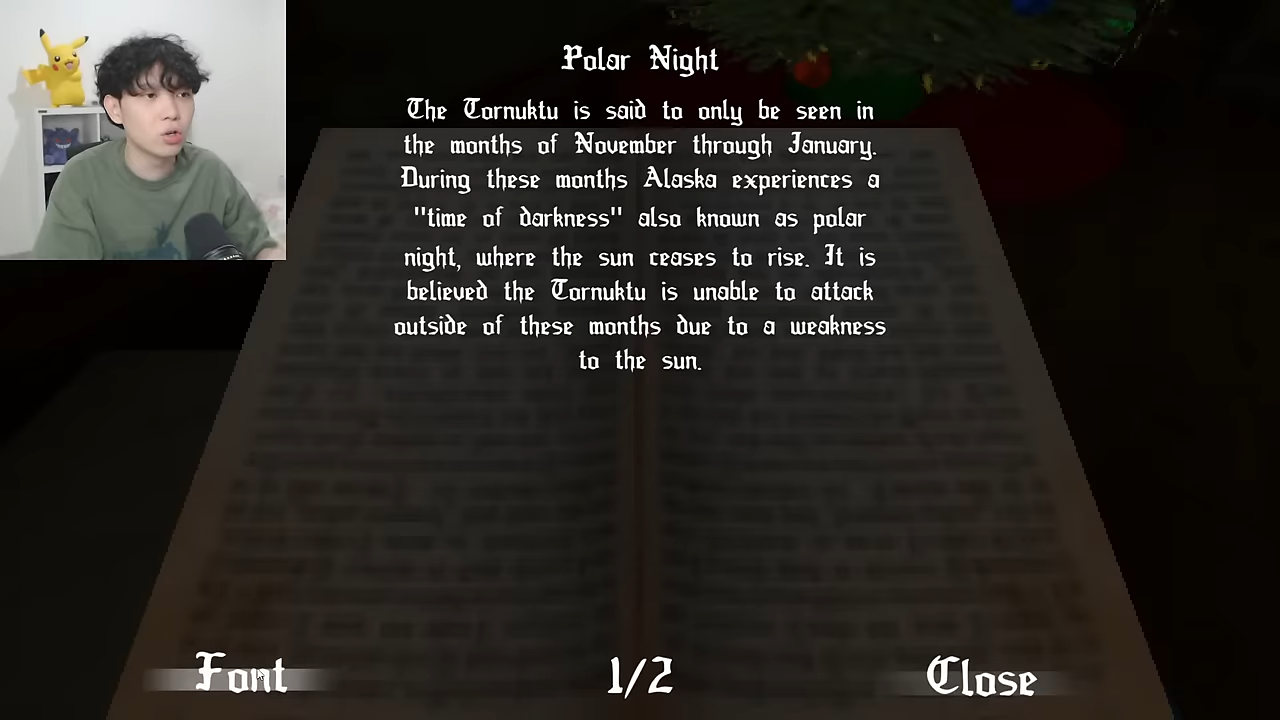 Polar Night
The Tornuktu is said to only be seen in
the months of November through January.
During these months Alaska experiences a
"time of darkness" also known as polar
night, where the sun ceases to rise. It is
believed the Tornuktu is unable to attack
outside of these months due to a weakness
to the sun.
Font
1/2
Close